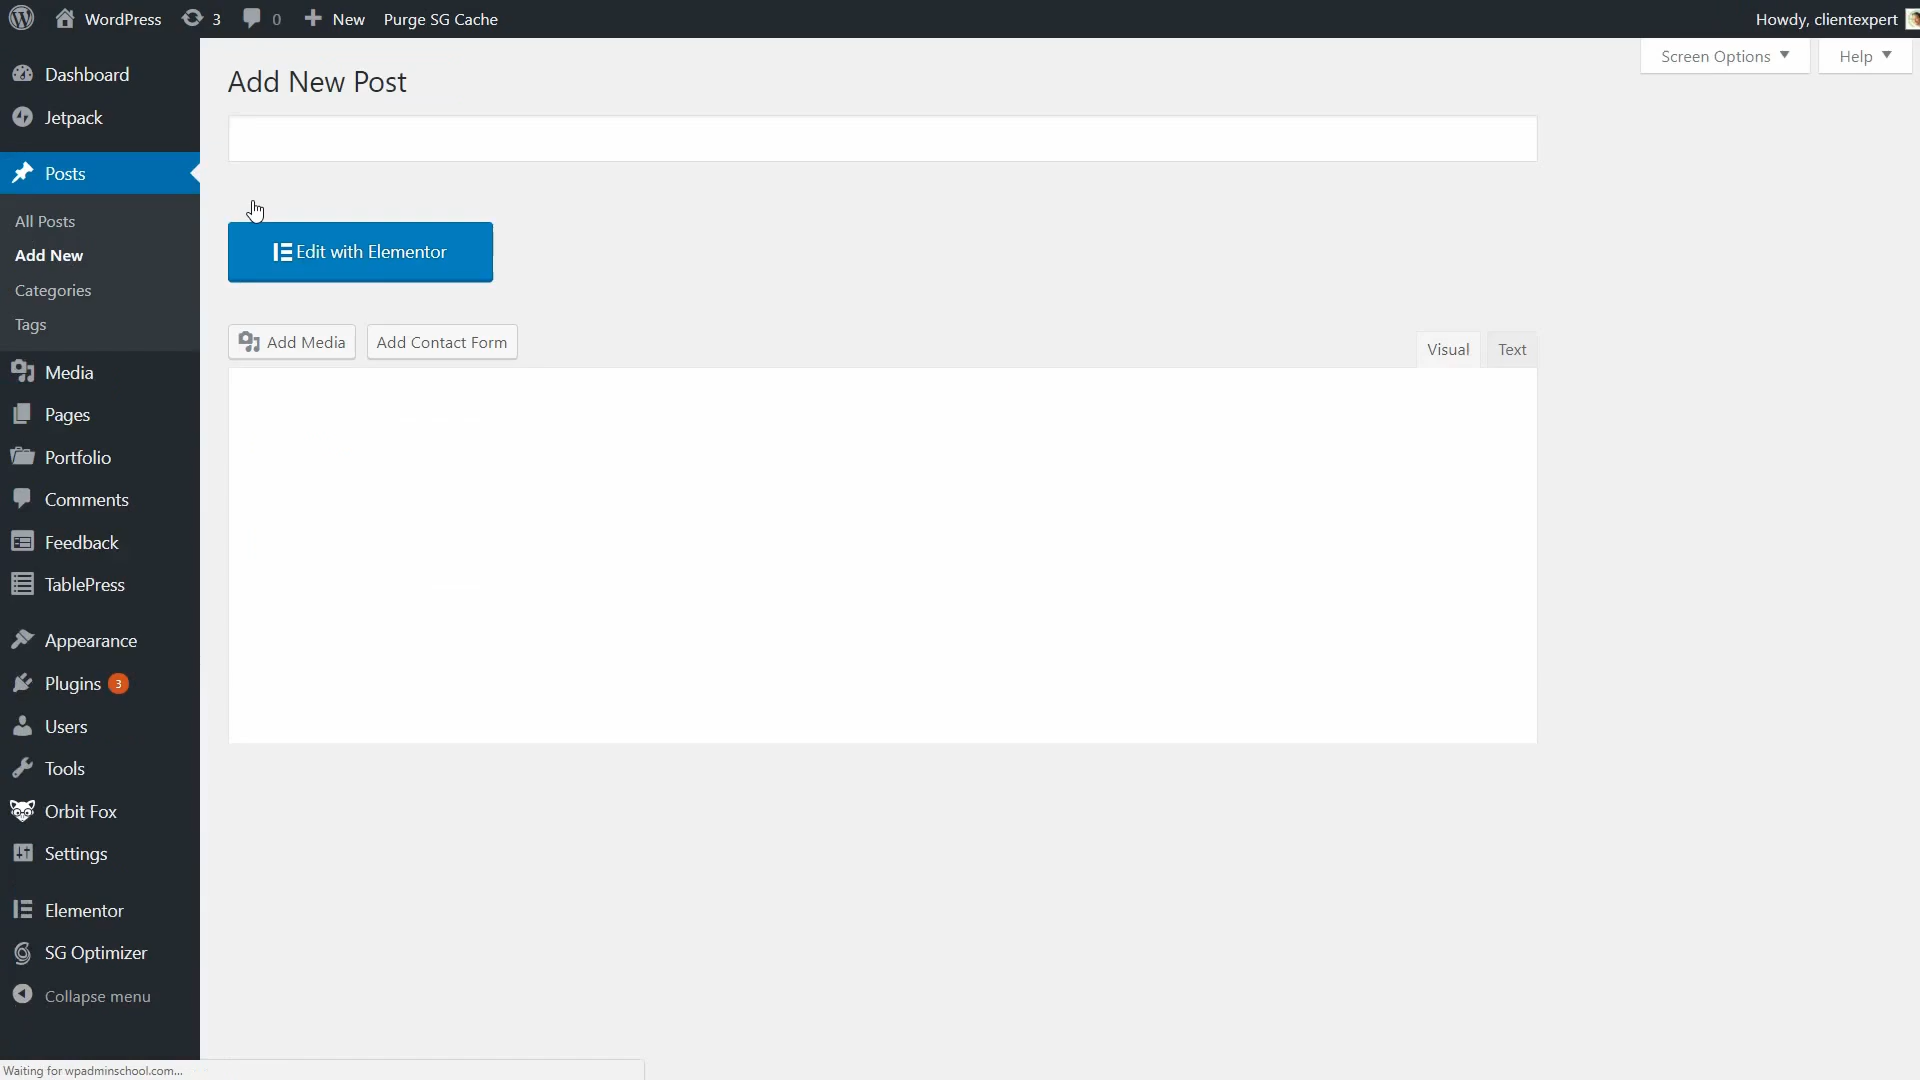 WordPress 3 0 New Purge SG Cache Howdy, clientexpert
Screen Options Help
Dashboard
Jetpack
Posts
All Posts
Add New
Categories
Tags
Media
Pages
Portfolio
Comments
Feedback
TablePress
Appearance
Plugins 3
Users
Tools
Orbit Fox
Settings
Elementor
SG Optimizer
Collapse menu
Add New Post
Edit with Elementor
Add Media Add Contact Form Visual Text
Waiting for wpadminschool.com...